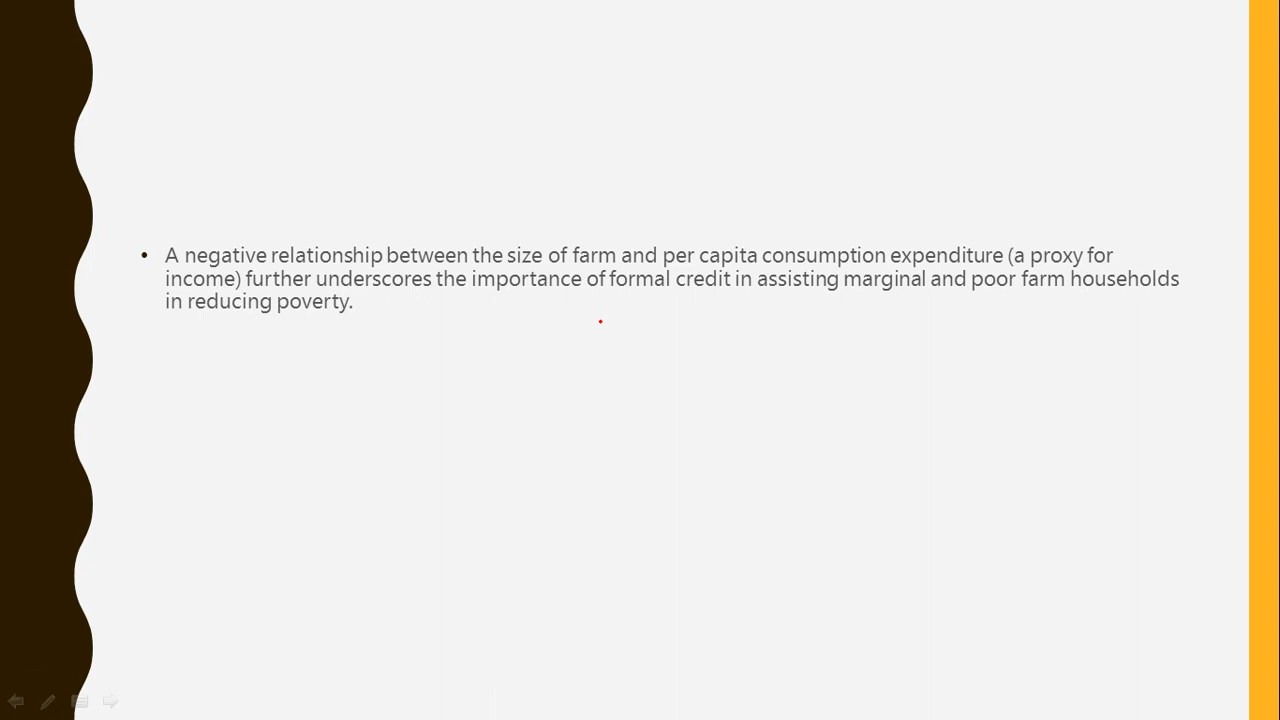 • A negative relationship between the size of farm and per capita consumption expenditure (a proxy for
income) further underscores the importance of formal credit in assisting marginal and poor farm households
in reducing poverty.